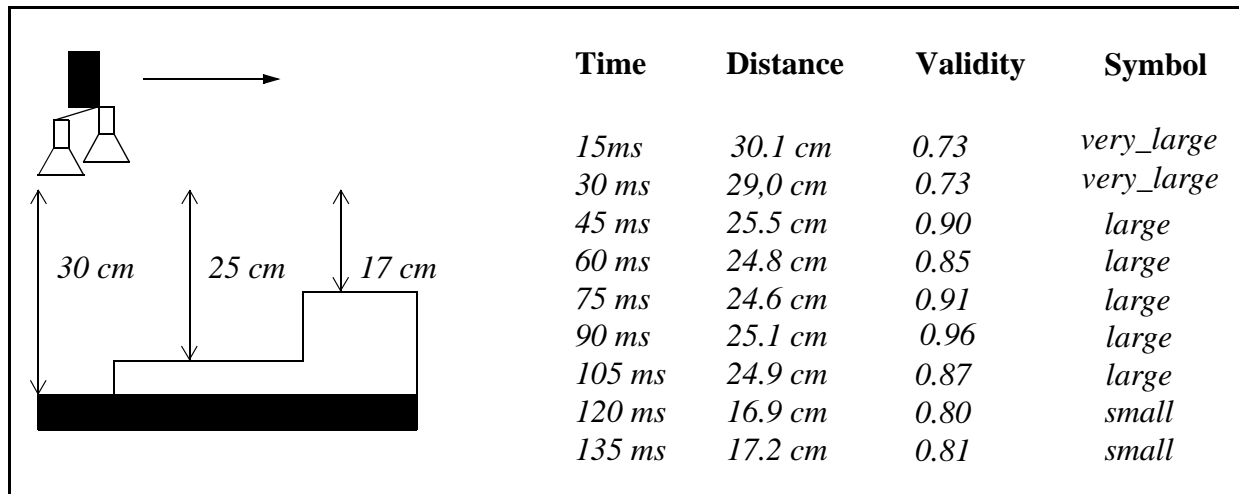 30 cm 25 cm 17 cm
Time Distance Validity Symbol
15ms 30.1 cm 0.73 very_large
30 ms 29,0 cm 0.73 very_large
45 ms 25.5 cm 0.90 large
60 ms 24.8 cm 0.85 large
75 ms 24.6 cm 0.91 large
90 ms 25.1 cm 0.96 large
105 ms 24.9 cm 0.87 large
120 ms 16.9 cm 0.80 small
135 ms 17.2 cm 0.81 small